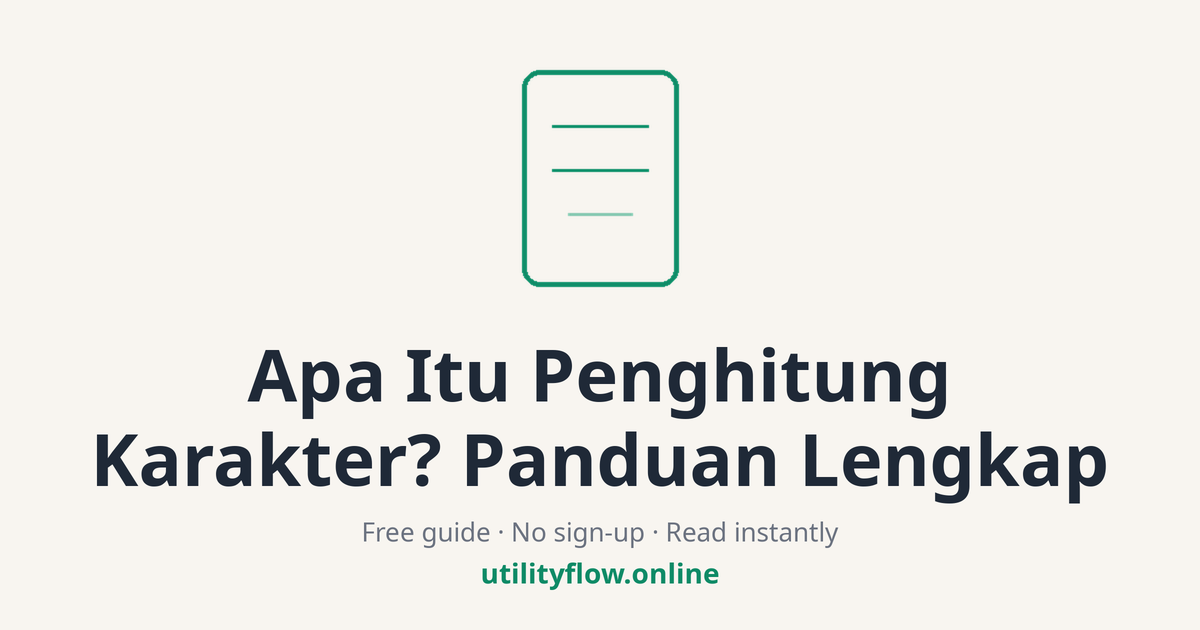 Apa Itu Penghitung
Karakter? Panduan Lengkap
Free guide · No sign-up · Read instantly
utilityflow.online